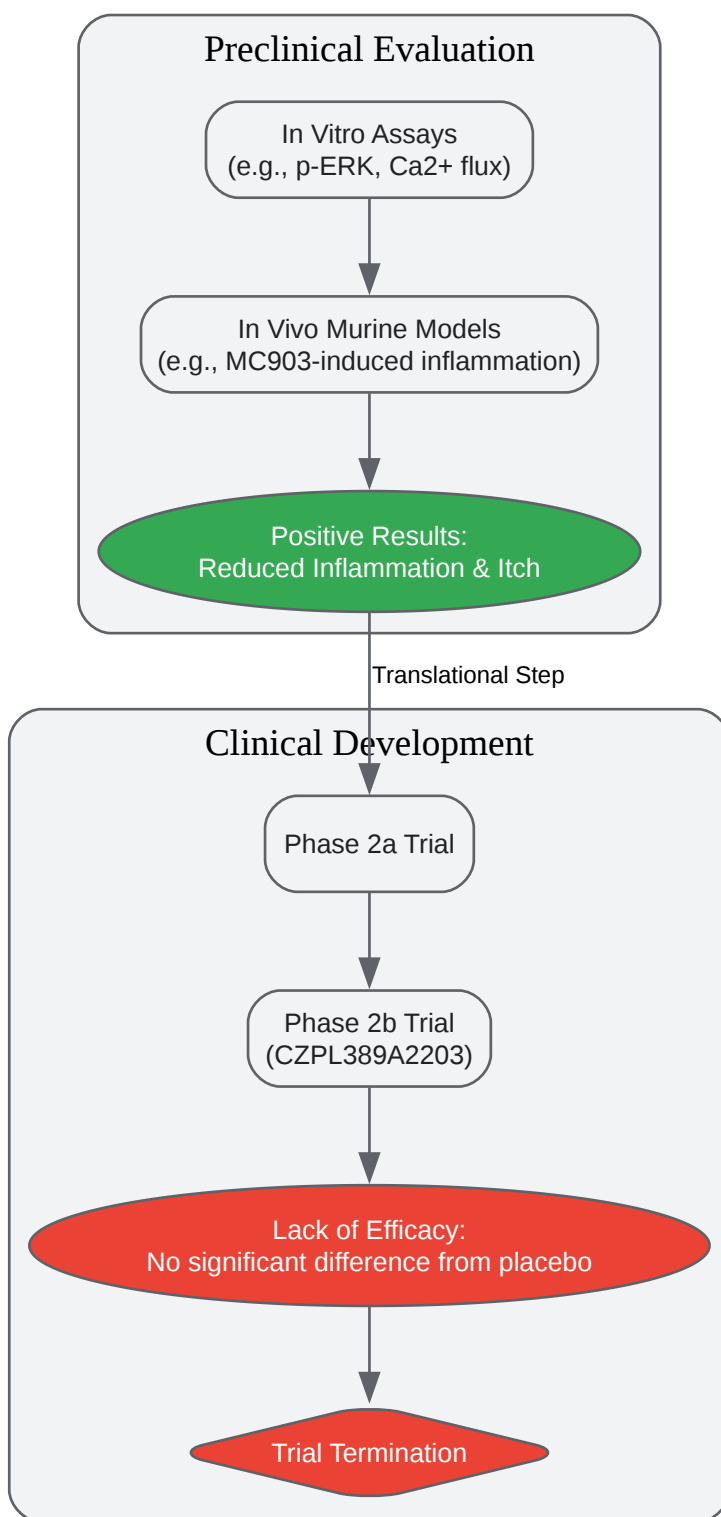 Preclinical Evaluation
In Vitro Assays
(e.g., p-ERK, Ca2+ flux)
In Vivo Murine Models
(e.g., MC903-induced inflammation)
Positive Results:
Reduced Inflammation & Itch
Translational Step
Clinical Development
Phase 2a Trial
Phase 2b Trial
(CZPL389A2203)
Lack of Efficacy:
No significant difference from placebo
Trial Termination